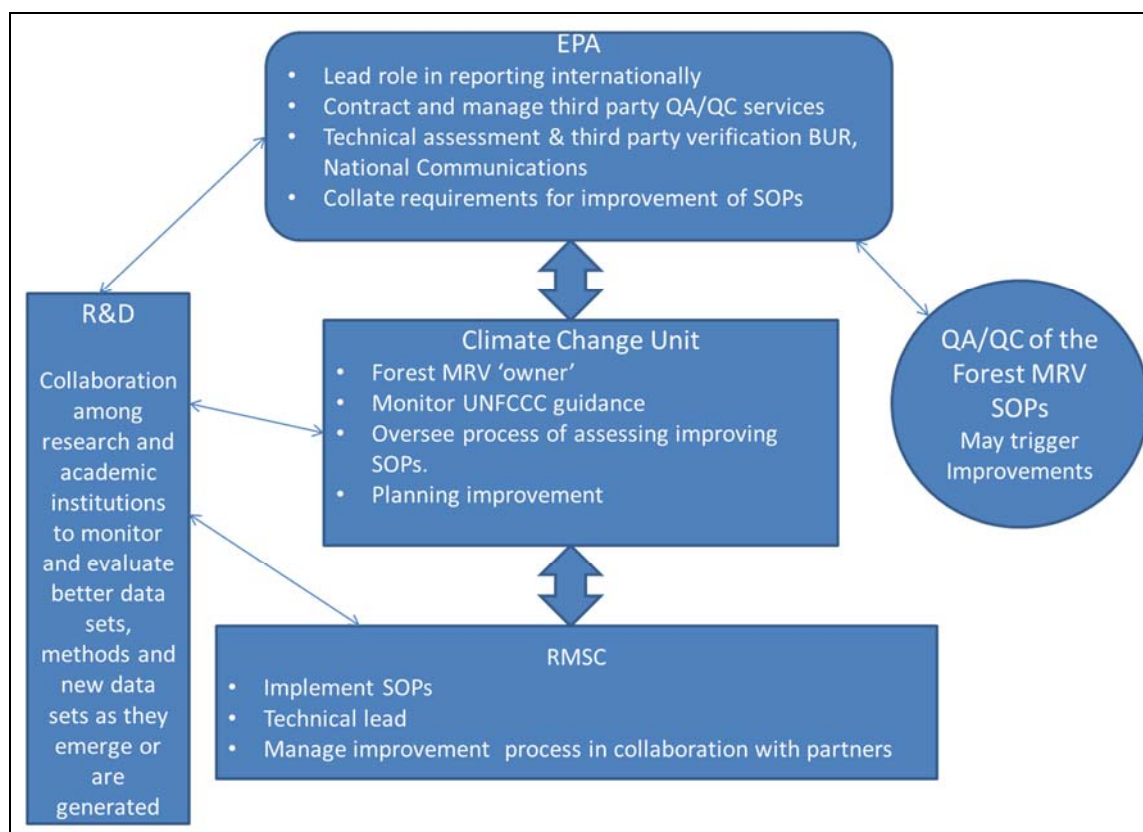 EPA
• Lead role in reporting internationally
• Contract and manage third party QA/QC services
• Technical assessment & third party verification BUR,
National Communications
• Collate requirements for improvement of SOPs
R&D
Collaboration
among
research and
academic
institutions
to monitor
and evaluate
better data
sets,
methods and
new data
sets as they
emerge or
are
generated
Climate Change Unit
• Forest MRV 'owner'
• Monitor UNFCCC guidance
• Oversee process of assessing improving
SOPs.
• Planning improvement
QA/QC of the
Forest MRV
SOPs
May trigger
Improvements
RMSC
• Implement SOPs
• Technical lead
• Manage improvement process in collaboration with partners